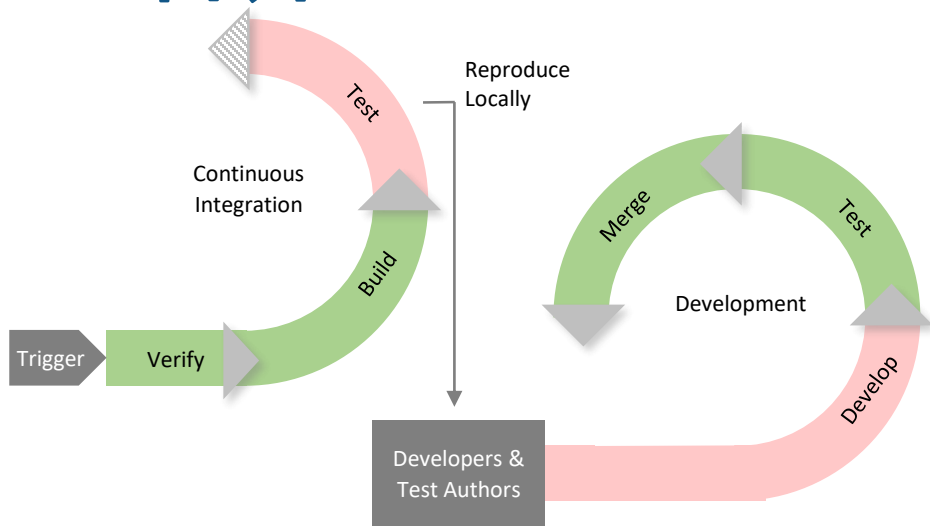 Reproduce
Locally
Test
Continuous
Integration
Build
Trigger
Verify
Merge
Test
Development
Develop
Developers &
Test Authors